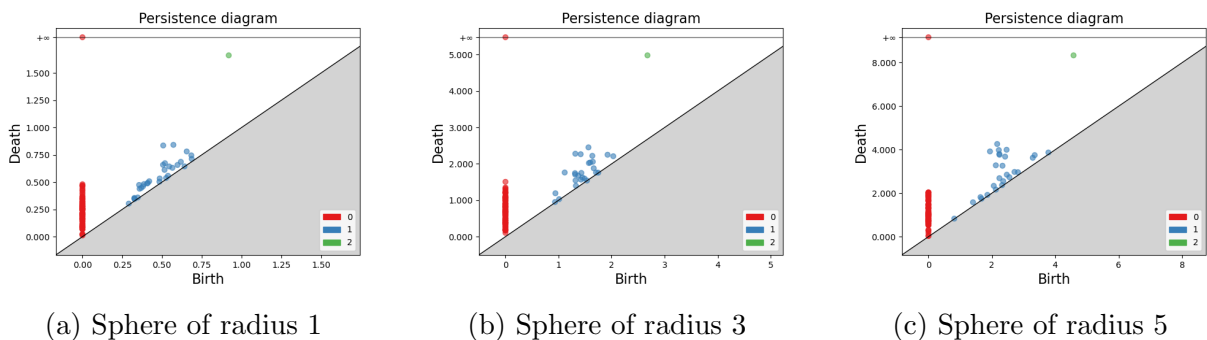 Persistence diagram
+∞
1.500
1.250
1.000
0.750
0.500
0.250
0.000
Death
0.00 0.25 0.50 0.75 1.00 1.25 1.50
Birth
0
1
2
(a) Sphere of radius 1
Persistence diagram
+∞
5.000
4.000
3.000
2.000
1.000
0.000
Death
0 1 2 3 4 5
Birth
0
1
2
(b) Sphere of radius 3
Persistence diagram
+∞
8.000
6.000
4.000
2.000
0.000
Death
0 2 4 6 8
Birth
0
1
2
(c) Sphere of radius 5